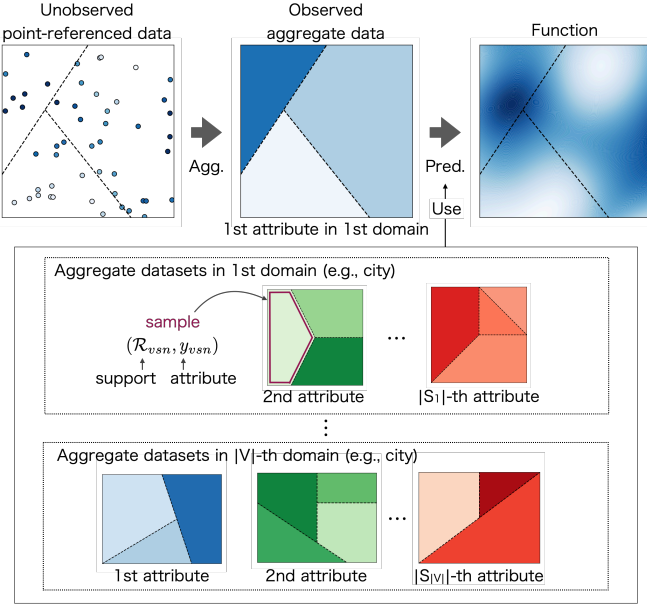 Unobserved
point-referenced data
Observed
aggregate data
Function
Agg.
Pred.
1st attribute in 1st domain
Use
Aggregate datasets in 1st domain (e.g., city)
sample
(ℛ_vsn, y_vsn)
support attribute
2nd attribute
...
|S₁|-th attribute
⋮
Aggregate datasets in |V|-th domain (e.g., city)
...
1st attribute
2nd attribute
|S_|V||-th attribute